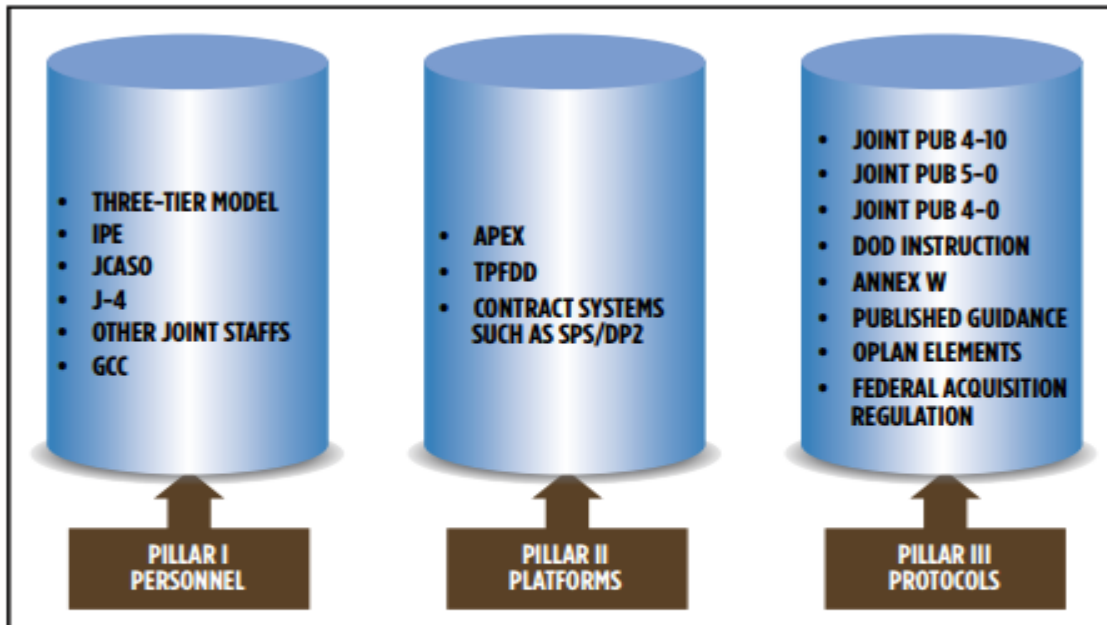 • THREE-TIER MODEL
• IPE
• JCASO
• J-4
• OTHER JOINT STAFFS
• GCC
PILLAR I
PERSONNEL
• APEX
• TPFDD
• CONTRACT SYSTEMS
SUCH AS SPS/DP2
PILLAR II
PLATFORMS
• JOINT PUB 4-10
• JOINT PUB 5-0
• JOINT PUB 4-0
• DOD INSTRUCTION
• ANNEX W
• PUBLISHED GUIDANCE
• OPLAN ELEMENTS
• FEDERAL ACQUISITION
REGULATION
PILLAR III
PROTOCOLS